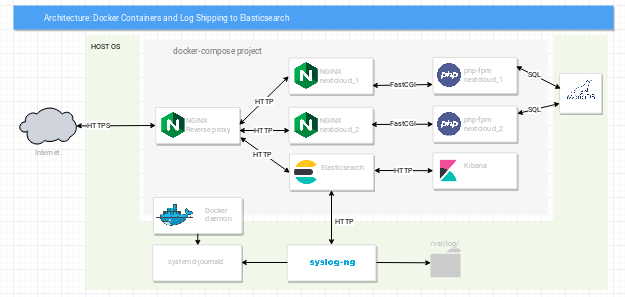 Architecture: Docker Containers and Log Shipping to Elasticsearch
HOST OS
docker-compose project
NGINX
nextcloud_1
FastCGI
php-fpm
nextcloud_1
SQL
HTTP
Internet
HTTPS
NGINX
Reverse proxy
HTTP
NGINX
nextcloud_2
FastCGI
php-fpm
nextcloud_2
SQL
HTTP
Elasticsearch
HTTP
Kibana
Docker
daemon
HTTP
systemd-journald
syslog-ng
/var/log/
php
php